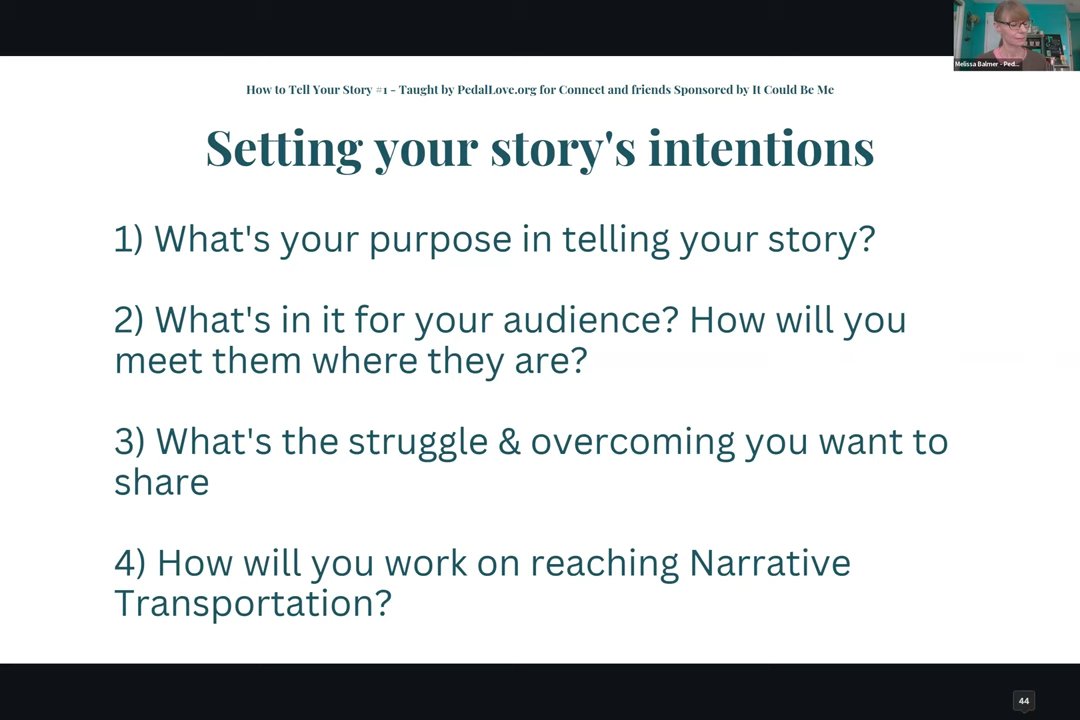 Melissa Balmer - Ped...
How to Tell Your Story #1 - Taught by PedalLove.org for Connect and friends Sponsored by It Could Be Me
Setting your story's intentions
1) What's your purpose in telling your story?
2) What's in it for your audience? How will you
meet them where they are?
3) What's the struggle & overcoming you want to
share
4) How will you work on reaching Narrative
Transportation?
44